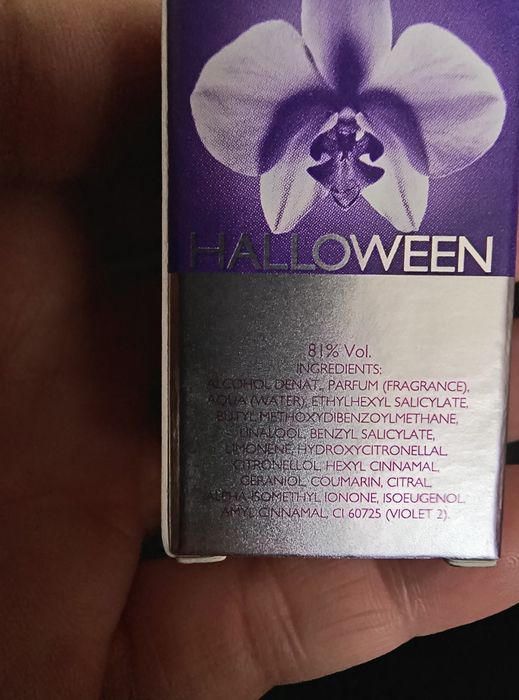 HALLOWEEN
81% Vol.
INGREDIENTS:
ALCOHOL DENAT., PARFUM (FRAGRANCE),
AQUA (WATER), ETHYLHEXYL SALICYLATE,
BUTYL METHOXYDIBENZOYLMETHANE,
LINALOOL, BENZYL SALICYLATE,
LIMONENE, HYDROXYCITRONELLAL,
CITRONELLOL, HEXYL CINNAMAL,
GERANIOL, COUMARIN, CITRAL,
ALPHA-ISOMETHYL IONONE, ISOEUGENOL,
AMYL CINNAMAL, CI 60725 (VIOLET 2).